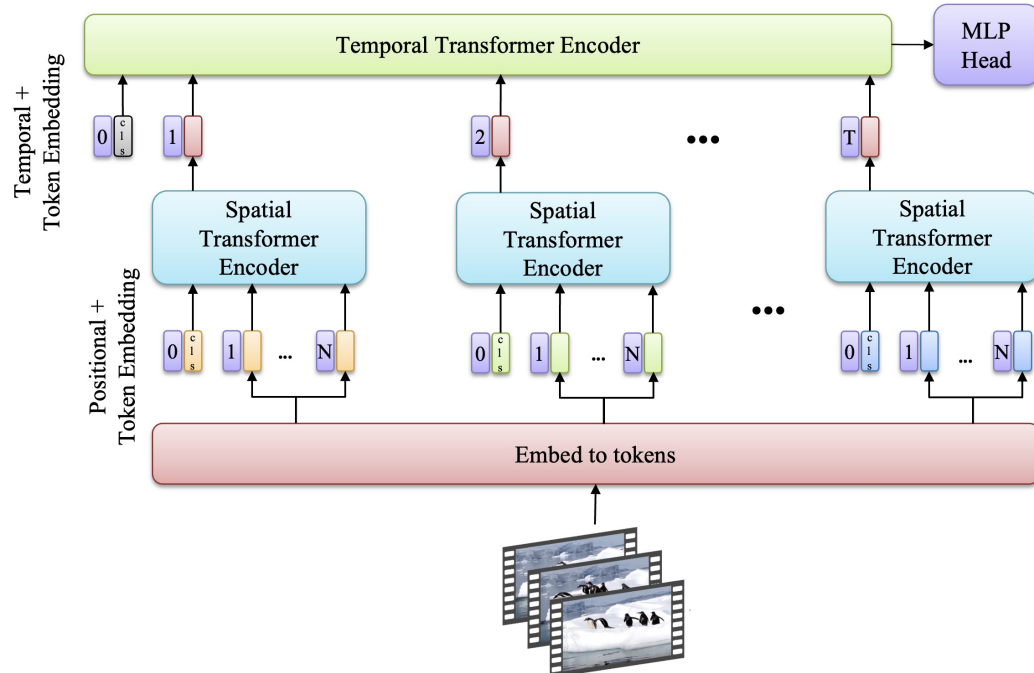 Temporal Transformer Encoder
MLP
Head
Temporal +
Token Embedding
0 cls
1
2
•••
T
Spatial
Transformer
Encoder
Spatial
Transformer
Encoder
Spatial
Transformer
Encoder
•••
Positional +
Token Embedding
0 cls 1 ... N
0 cls 1 ... N
0 cls 1 ... N
Embed to tokens